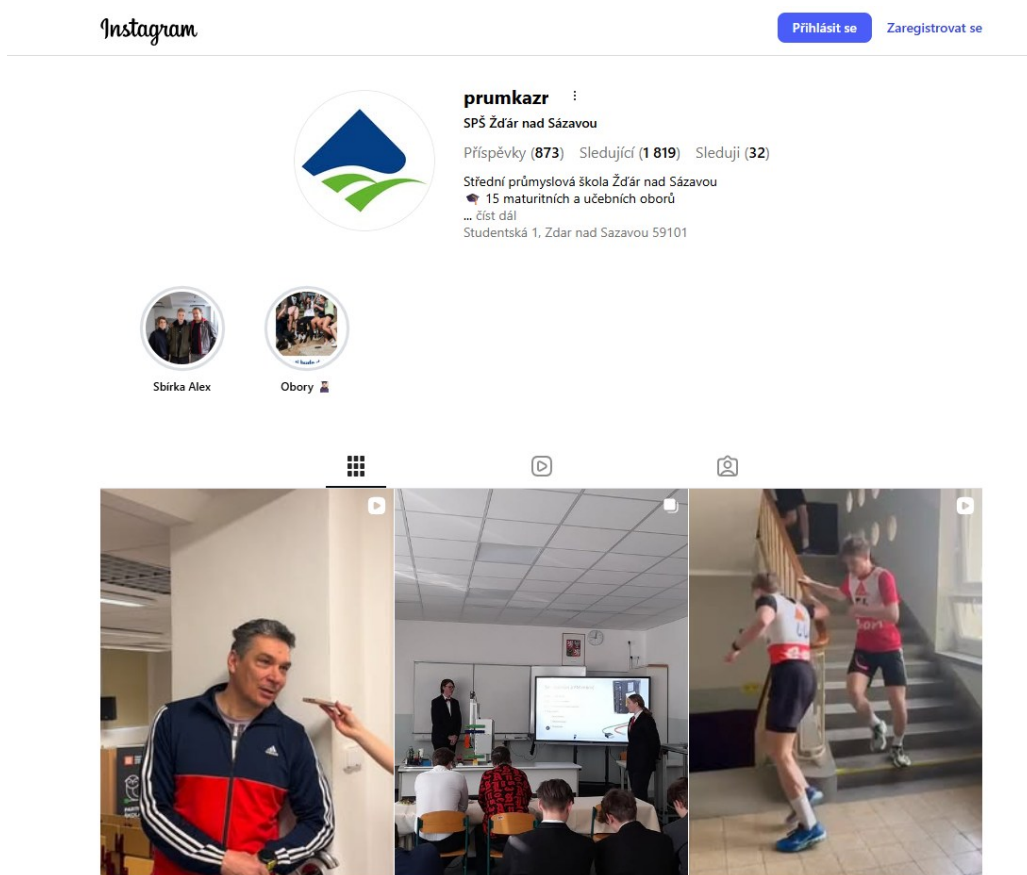 Instagram
Přihlásit se
Zaregistrovat se
prumkazr
SPŠ Žďár nad Sázavou
Příspěvky (873) Sledující (1 819) Sleduji (32)
Střední průmyslová škola Žďár nad Sázavou
🎓 15 maturitních a učebních oborů
... číst dál
Studentská 1, Zdar nad Sazavou 59101
Sbírka Alex
Obory 👨‍🎓
adidas